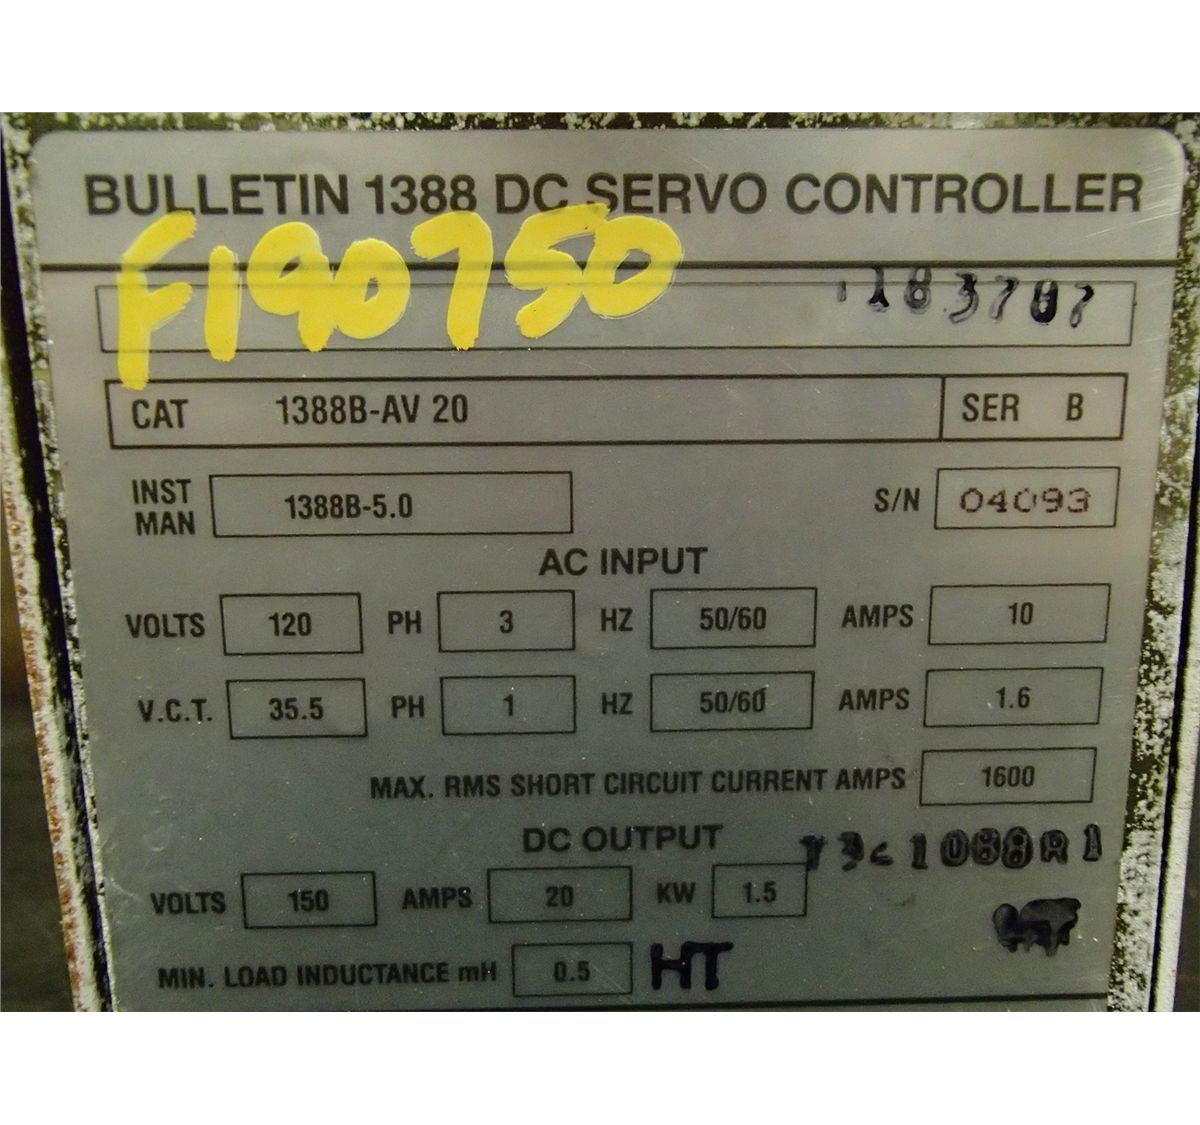 BULLETIN 1388 DC SERVO CONTROLLER
F190750
183787
CAT 1388B-AV 20 SER B
INST MAN 1388B-5.0 S/N 04093
AC INPUT
VOLTS 120 PH 3 HZ 50/60 AMPS 10
V.C.T. 35.5 PH 1 HZ 50/60 AMPS 1.6
MAX. RMS SHORT CIRCUIT CURRENT AMPS 1600
DC OUTPUT
VOLTS 150 AMPS 20 KW 1.5
MIN. LOAD INDUCTANCE mH 0.5 HT